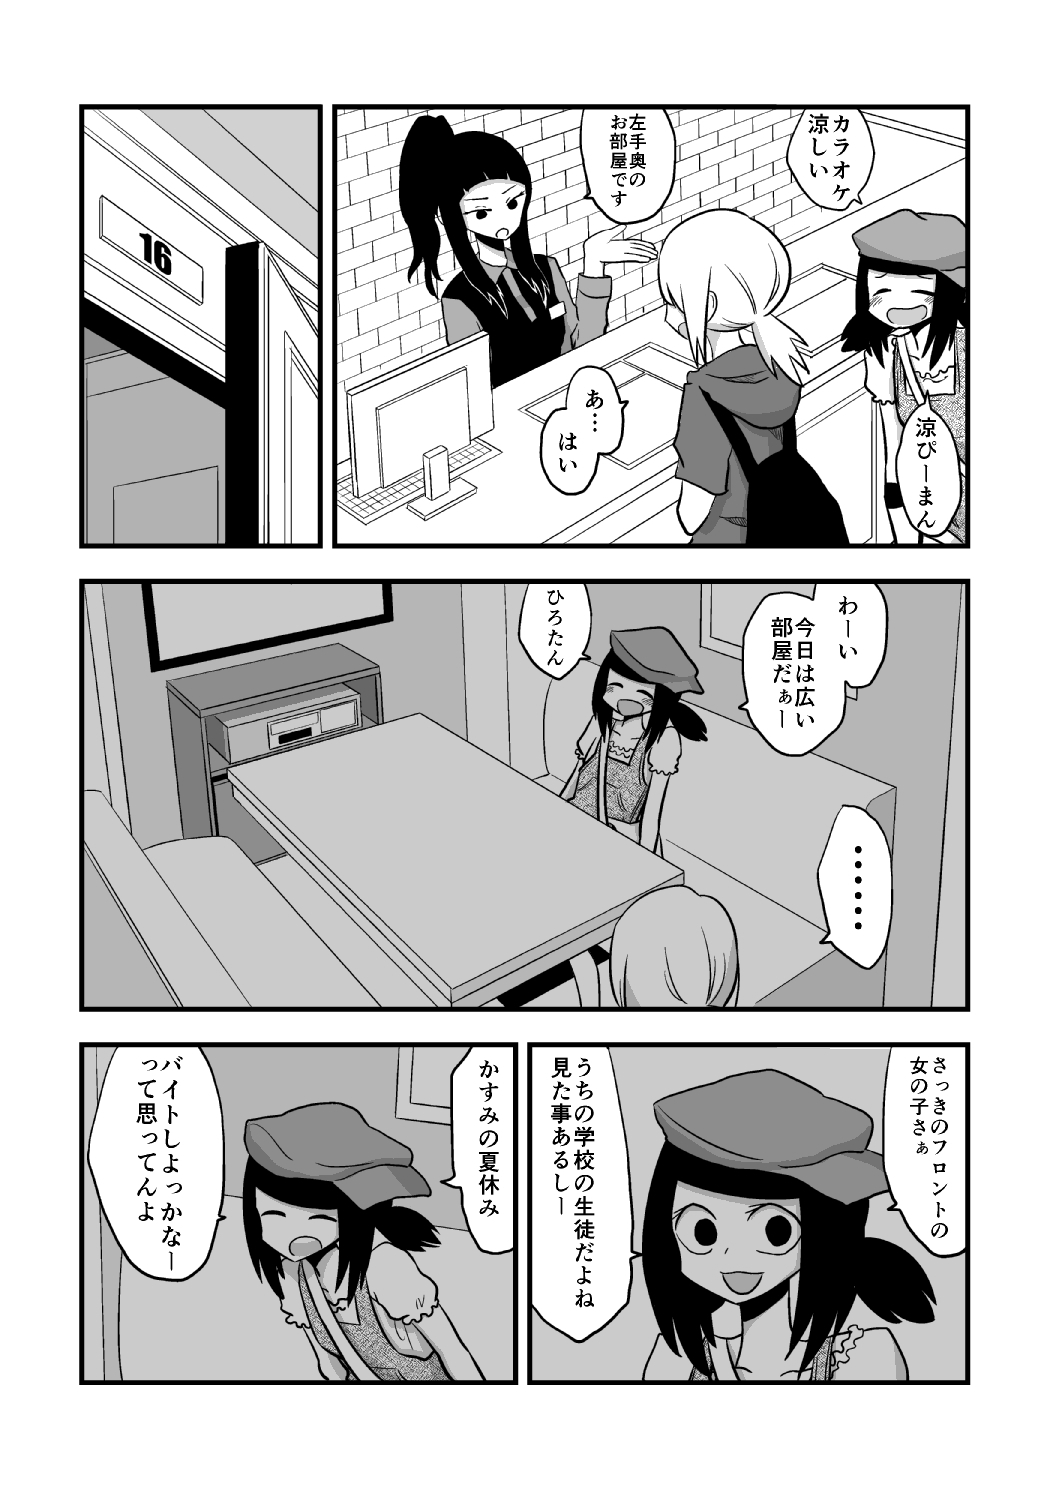 カラオケ
涼しい
涼ぴーまん
左手奥の
お部屋です
あ…
はい
16
わーい
今日は広い
部屋だぁー
ひろたん
・・・・・・
さっきのフロントの
女の子さぁ
うちの学校の生徒だよね
見た事あるしー
かすみの夏休み
バイトしよっかなー
って思ってんよ